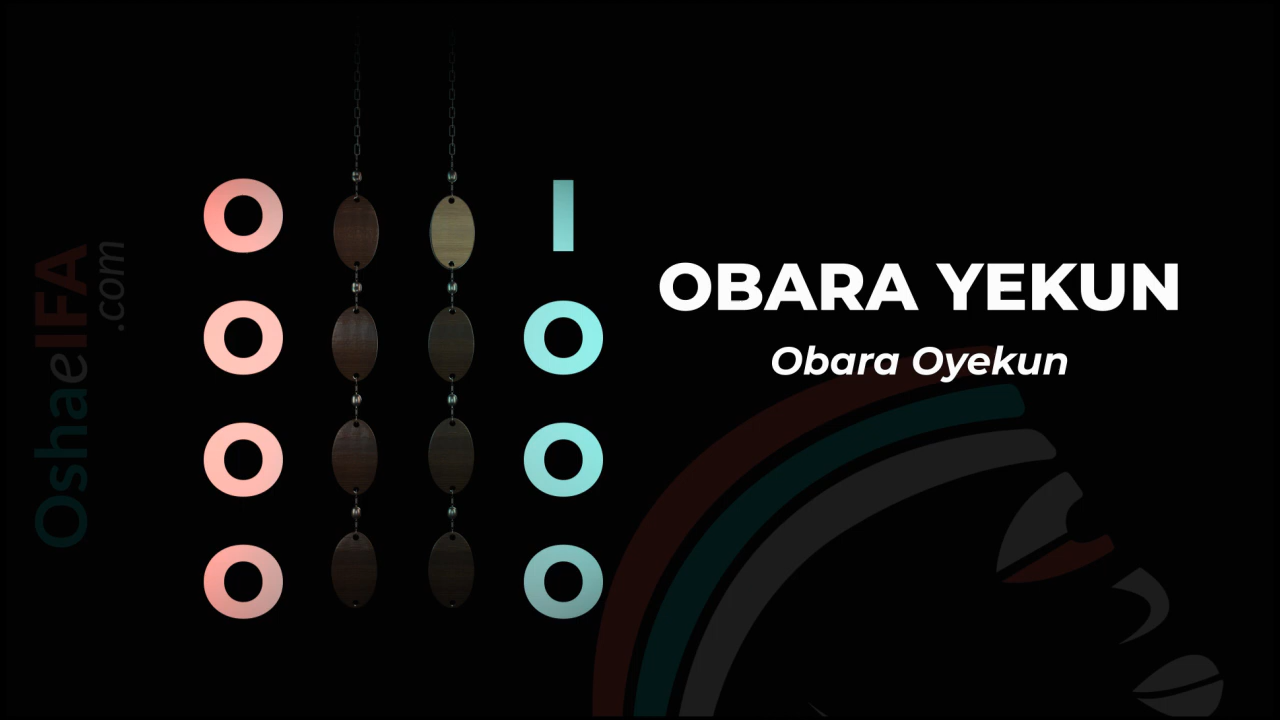 O I
O O
O O
O O
OBARA YEKUN
Obara Oyekun
OshaeIFA
.com